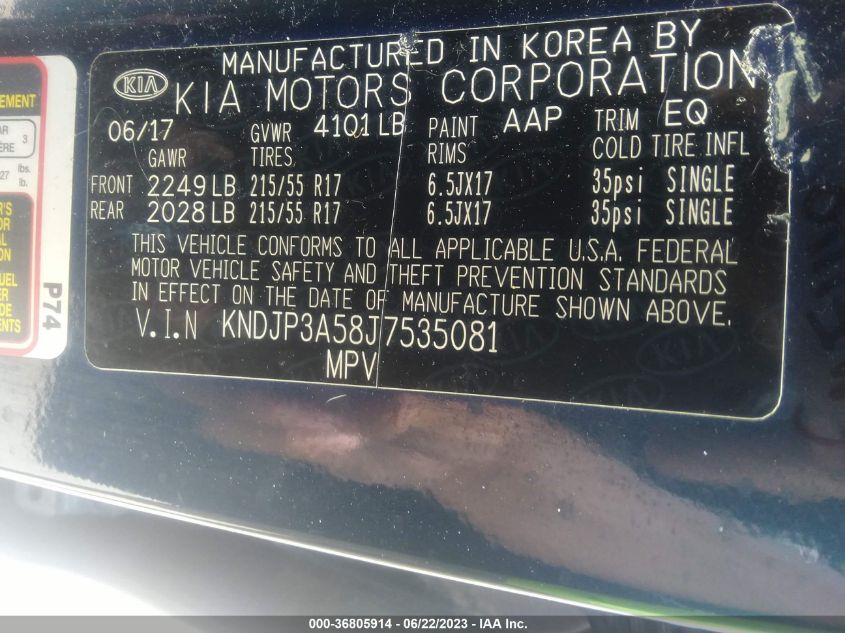 MANUFACTURED IN KOREA BY
KIA KIA MOTORS CORPORATION
06/17 GVWR 4101 LB PAINT AAP TRIM EQ
GAWR TIRES RIMS COLD TIRE INFL
FRONT 2249 LB 215/55 R17 6.5JX17 35psi SINGLE
REAR 2028 LB 215/55 R17 6.5JX17 35psi SINGLE
THIS VEHICLE CONFORMS TO ALL APPLICABLE U.S.A. FEDERAL
MOTOR VEHICLE SAFETY AND THEFT PREVENTION STANDARDS
IN EFFECT ON THE DATE OF MANUFACTURE SHOWN ABOVE.
V.I.N KNDJP3A58J7535081
MPV
P74
000-36805914 - 06/22/2023 - IAA Inc.